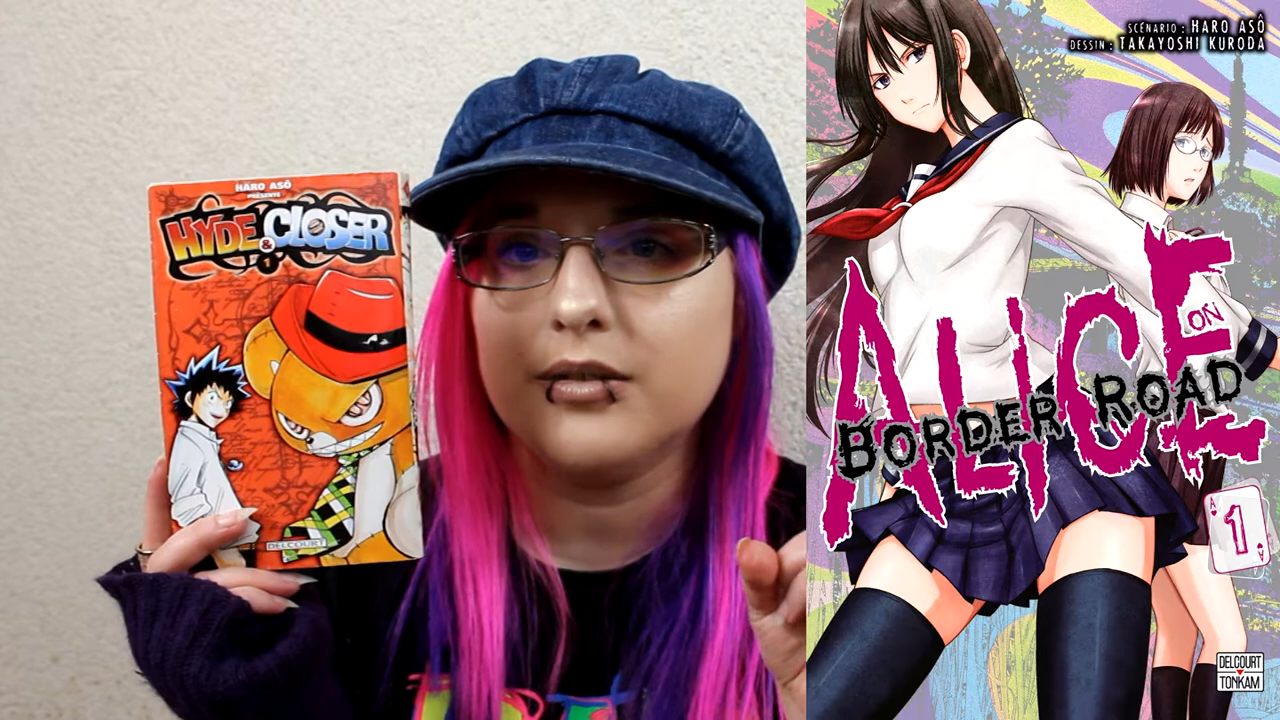 HARO ASÔ
PRÉSENTE
HYDE & CLOSER
1
DELCOURT
SCÉNARIO : HARO ASÔ
DESSIN : TAKAYOSHI KURODA
ALICE
ON
BORDER ROAD
A
1
A
DELCOURT
TONKAM